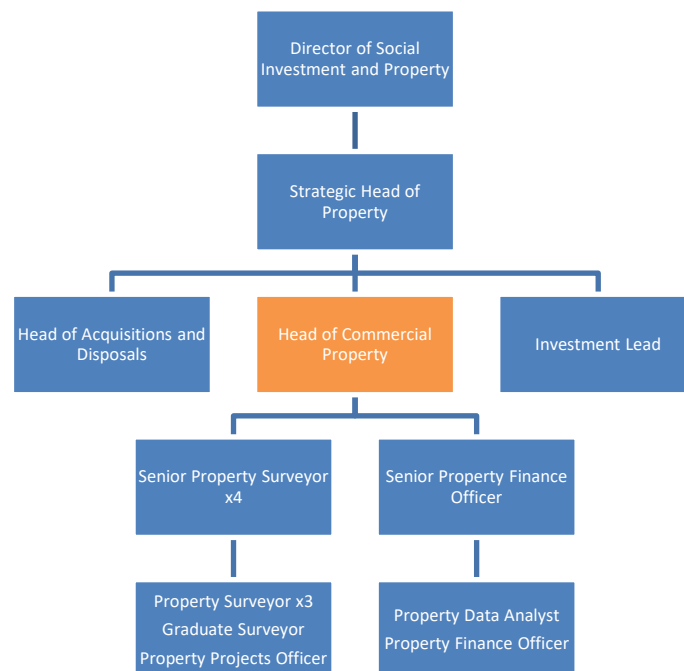 Director of Social
Investment and Property
Strategic Head of
Property
Head of Acquisitions and
Disposals
Head of Commercial
Property
Investment Lead
Senior Property Surveyor
x4
Senior Property Finance
Officer
Property Surveyor x3
Graduate Surveyor
Property Projects Officer
Property Data Analyst
Property Finance Officer